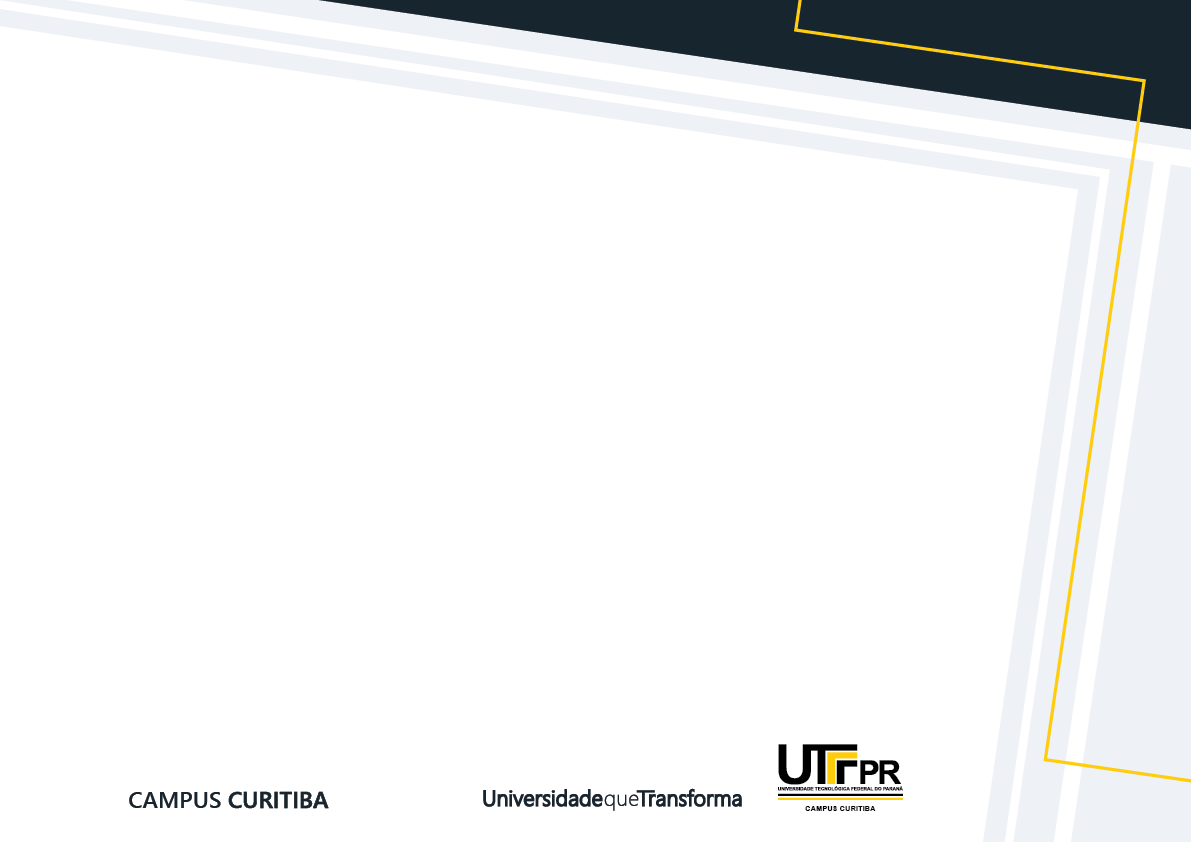 CAMPUS CURITIBA
UniversidadequeTransforma
UTFPR
UNIVERSIDADE TECNOLÓGICA FEDERAL DO PARANÁ
CAMPUS CURITIBA